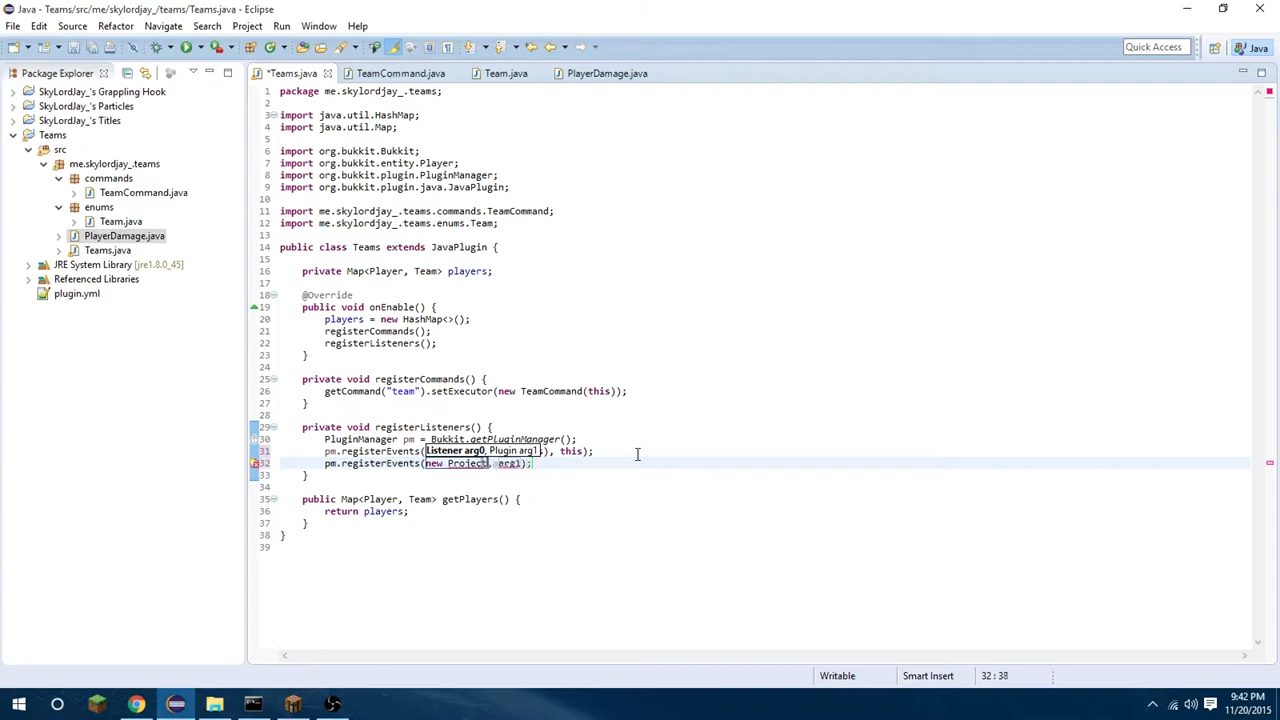 Java - Teams/src/me/skylordjay_/teams/Teams.java - Eclipse
File Edit Source Refactor Navigate Search Project Run Window Help
Quick Access
Java
Package Explorer
SkyLordJay_'s Grappling Hook
SkyLordJay_'s Particles
SkyLordJay_'s Titles
Teams
src
me.skylordjay_.teams
commands
TeamCommand.java
enums
Team.java
PlayerDamage.java
Teams.java
JRE System Library [jre1.8.0_45]
Referenced Libraries
plugin.yml
*Teams.java TeamCommand.java Team.java PlayerDamage.java
1 package me.skylordjay_.teams;
2
3 import java.util.HashMap;
4 import java.util.Map;
5
6 import org.bukkit.Bukkit;
7 import org.bukkit.entity.Player;
8 import org.bukkit.plugin.PluginManager;
9 import org.bukkit.plugin.java.JavaPlugin;
10
11 import me.skylordjay_.teams.commands.TeamCommand;
12 import me.skylordjay_.teams.enums.Team;
13
14 public class Teams extends JavaPlugin {
15
16 private Map<Player, Team> players;
17
18 @Override
19 public void onEnable() {
20 players = new HashMap<>();
21 registerCommands();
22 registerListeners();
23 }
24
25 private void registerCommands() {
26 getCommand("team").setExecutor(new TeamCommand(this));
27 }
28
29 private void registerListeners() {
30 PluginManager pm = Bukkit.getPluginManager();
31 pm.registerEvents( ), this);
Listener arg0, Plugin arg1
32 pm.registerEvents(new Project, arg1);
33 }
34
35 public Map<Player, Team> getPlayers() {
36 return players;
37 }
38 }
39
Writable Smart Insert 32 : 38
9:42 PM
11/20/2015